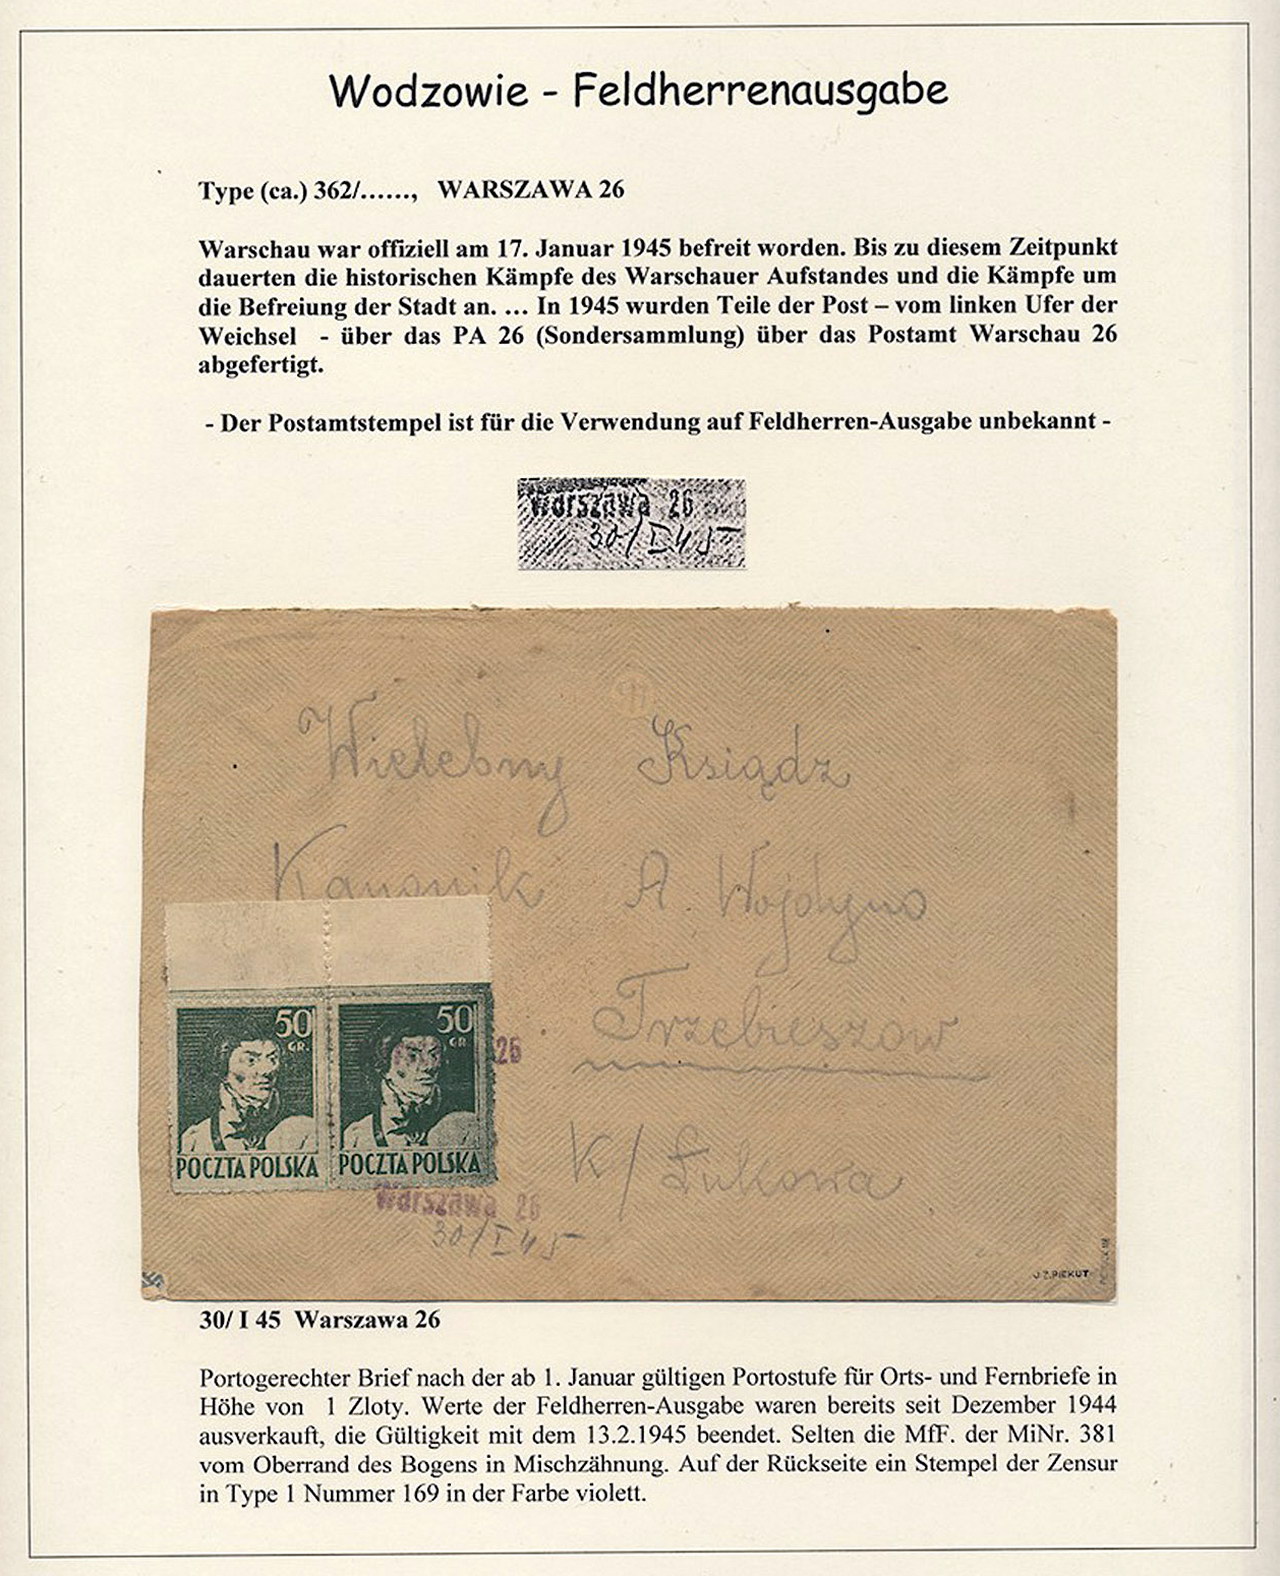 Wodzowie - Feldherrenausgabe
Type (ca.) 362/……, WARSZAWA 26
Warschau war offiziell am 17. Januar 1945 befreit worden. Bis zu diesem Zeitpunkt
dauerten die historischen Kämpfe des Warschauer Aufstandes und die Kämpfe um
die Befreiung der Stadt an. … In 1945 wurden Teile der Post – vom linken Ufer der
Weichsel - über das PA 26 (Sondersammlung) über das Postamt Warschau 26
abgefertigt.
- Der Postamtstempel ist für die Verwendung auf Feldherren-Ausgabe unbekannt -
Warszawa 26
30/I 45
Wielebny Ksiądz
Kanonik A. Wojdyno
Trzebieszów
K/Łukowa
50 GR. 50 GR.
26
POCZTA POLSKA POCZTA POLSKA
Warszawa 26
30/I 45
J.Z.PIEKUT
30/ I 45 Warszawa 26
Portogerechter Brief nach der ab 1. Januar gültigen Portostufe für Orts- und Fernbriefe in
Höhe von 1 Zloty. Werte der Feldherren-Ausgabe waren bereits seit Dezember 1944
ausverkauft, die Gültigkeit mit dem 13.2.1945 beendet. Selten die MfF. der MiNr. 381
vom Oberrand des Bogens in Mischzähnung. Auf der Rückseite ein Stempel der Zensur
in Type 1 Nummer 169 in der Farbe violett.